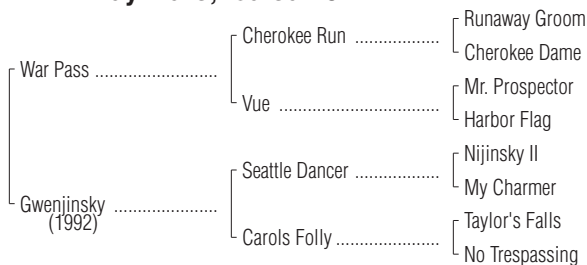 Runaway Groom
Cherokee Run
Cherokee Dame
War Pass
Mr. Prospector
Vue
Harbor Flag
Nijinsky II
Seattle Dancer
My Charmer
Gwenjinsky
(1992)
Taylor's Falls
Carols Folly
No Trespassing